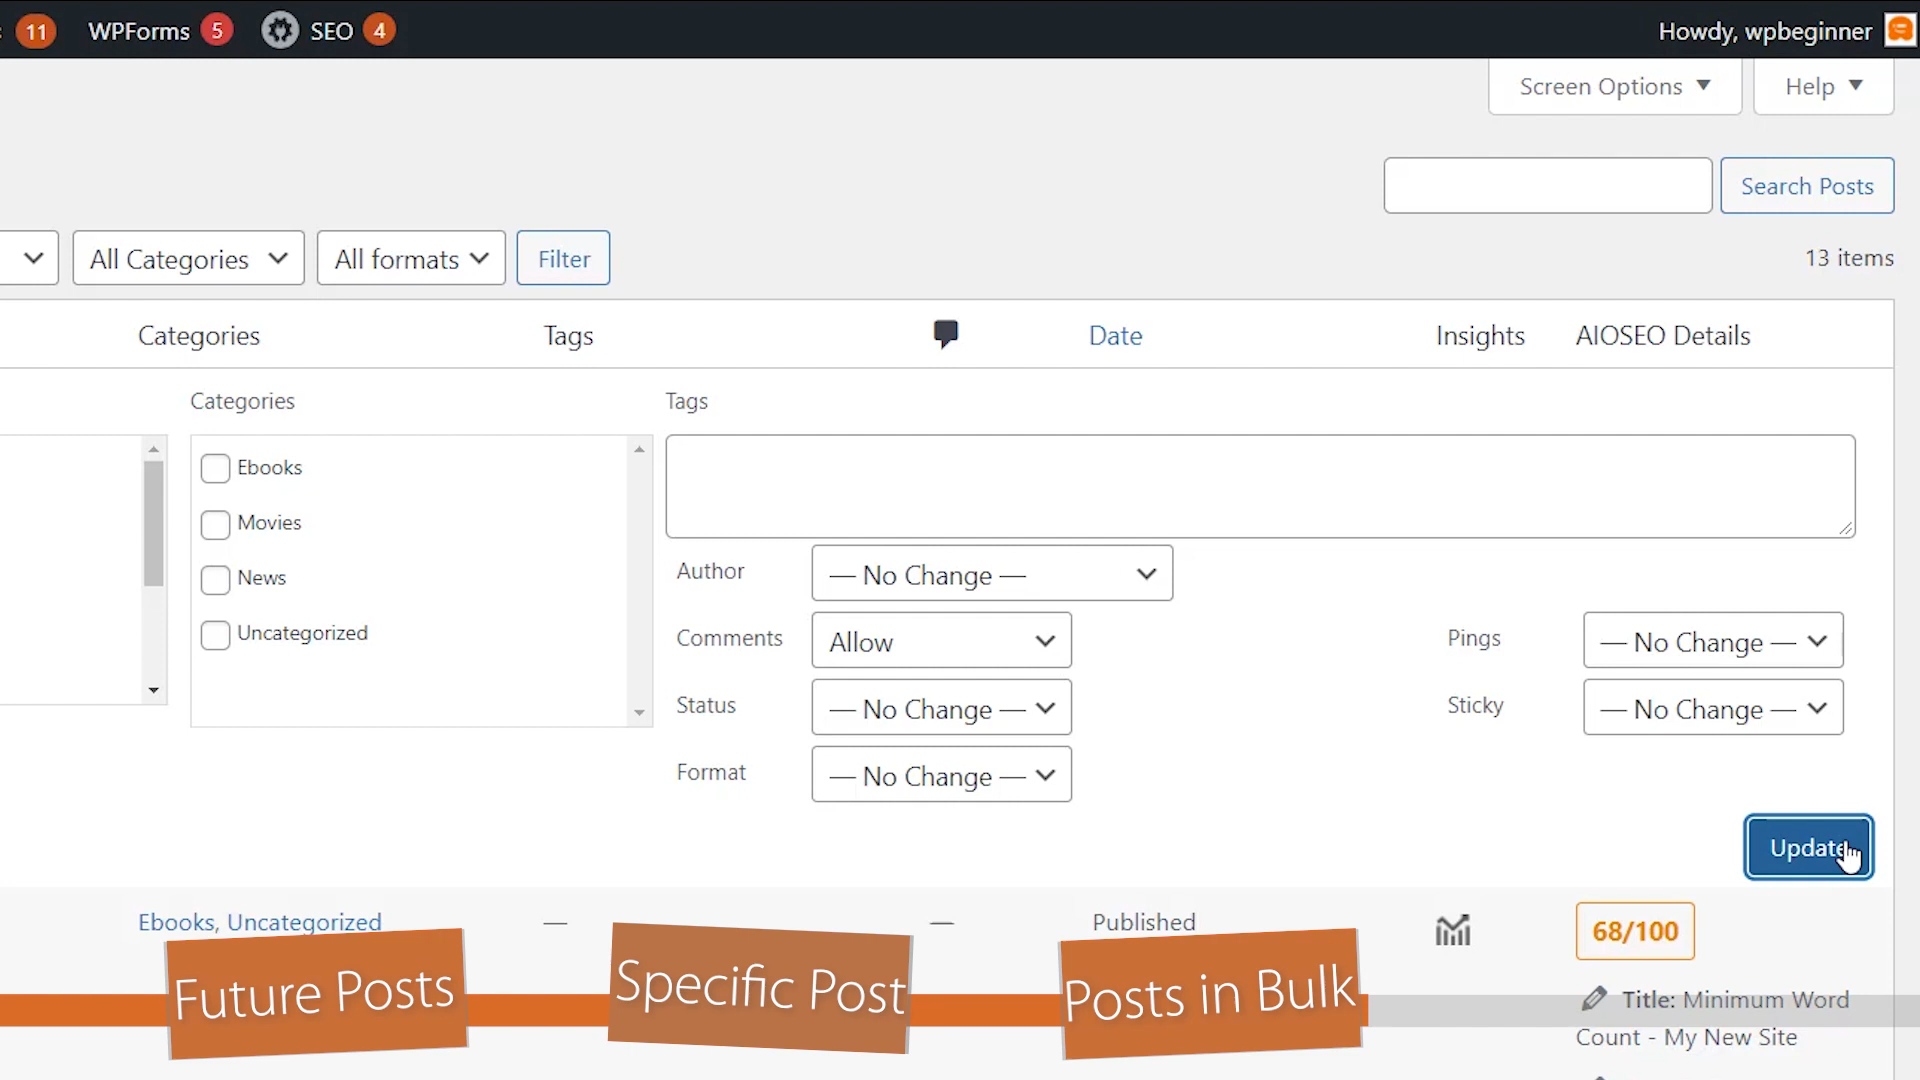 11 WPForms 5 SEO 4 Howdy, wpbeginner
Screen Options Help
Search Posts
All Categories All formats Filter 13 items
Categories Tags Date Insights AIOSEO Details
Categories Tags
Ebooks
Movies
News
Uncategorized
Author — No Change —
Comments Allow Pings — No Change —
Status — No Change — Sticky — No Change —
Format — No Change —
Update
Ebooks, Uncategorized — — Published 68/100
Future Posts Specific Post Posts in Bulk
Title: Minimum Word
Count - My New Site